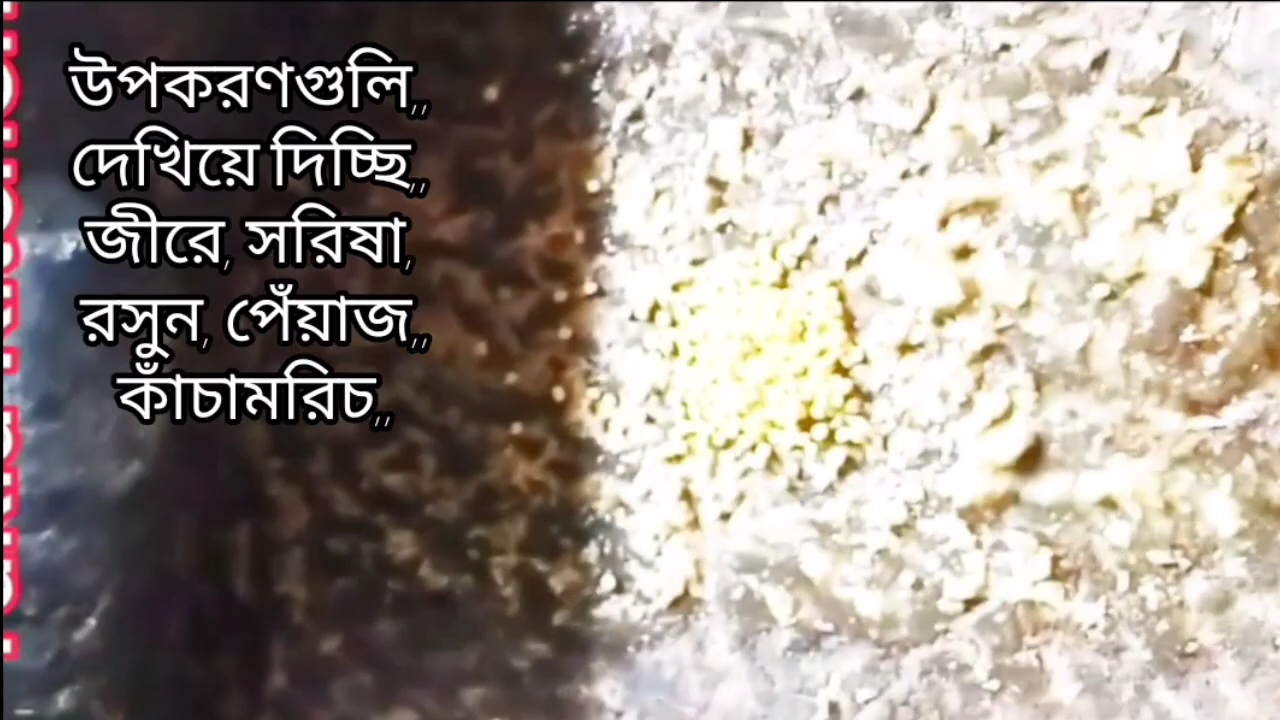 উপকরণগুলি,,
দেখিয়ে দিচ্ছি,,
জীরে, সরিষা,
রসুন, পেঁয়াজ,,
কাঁচামরিচ,,